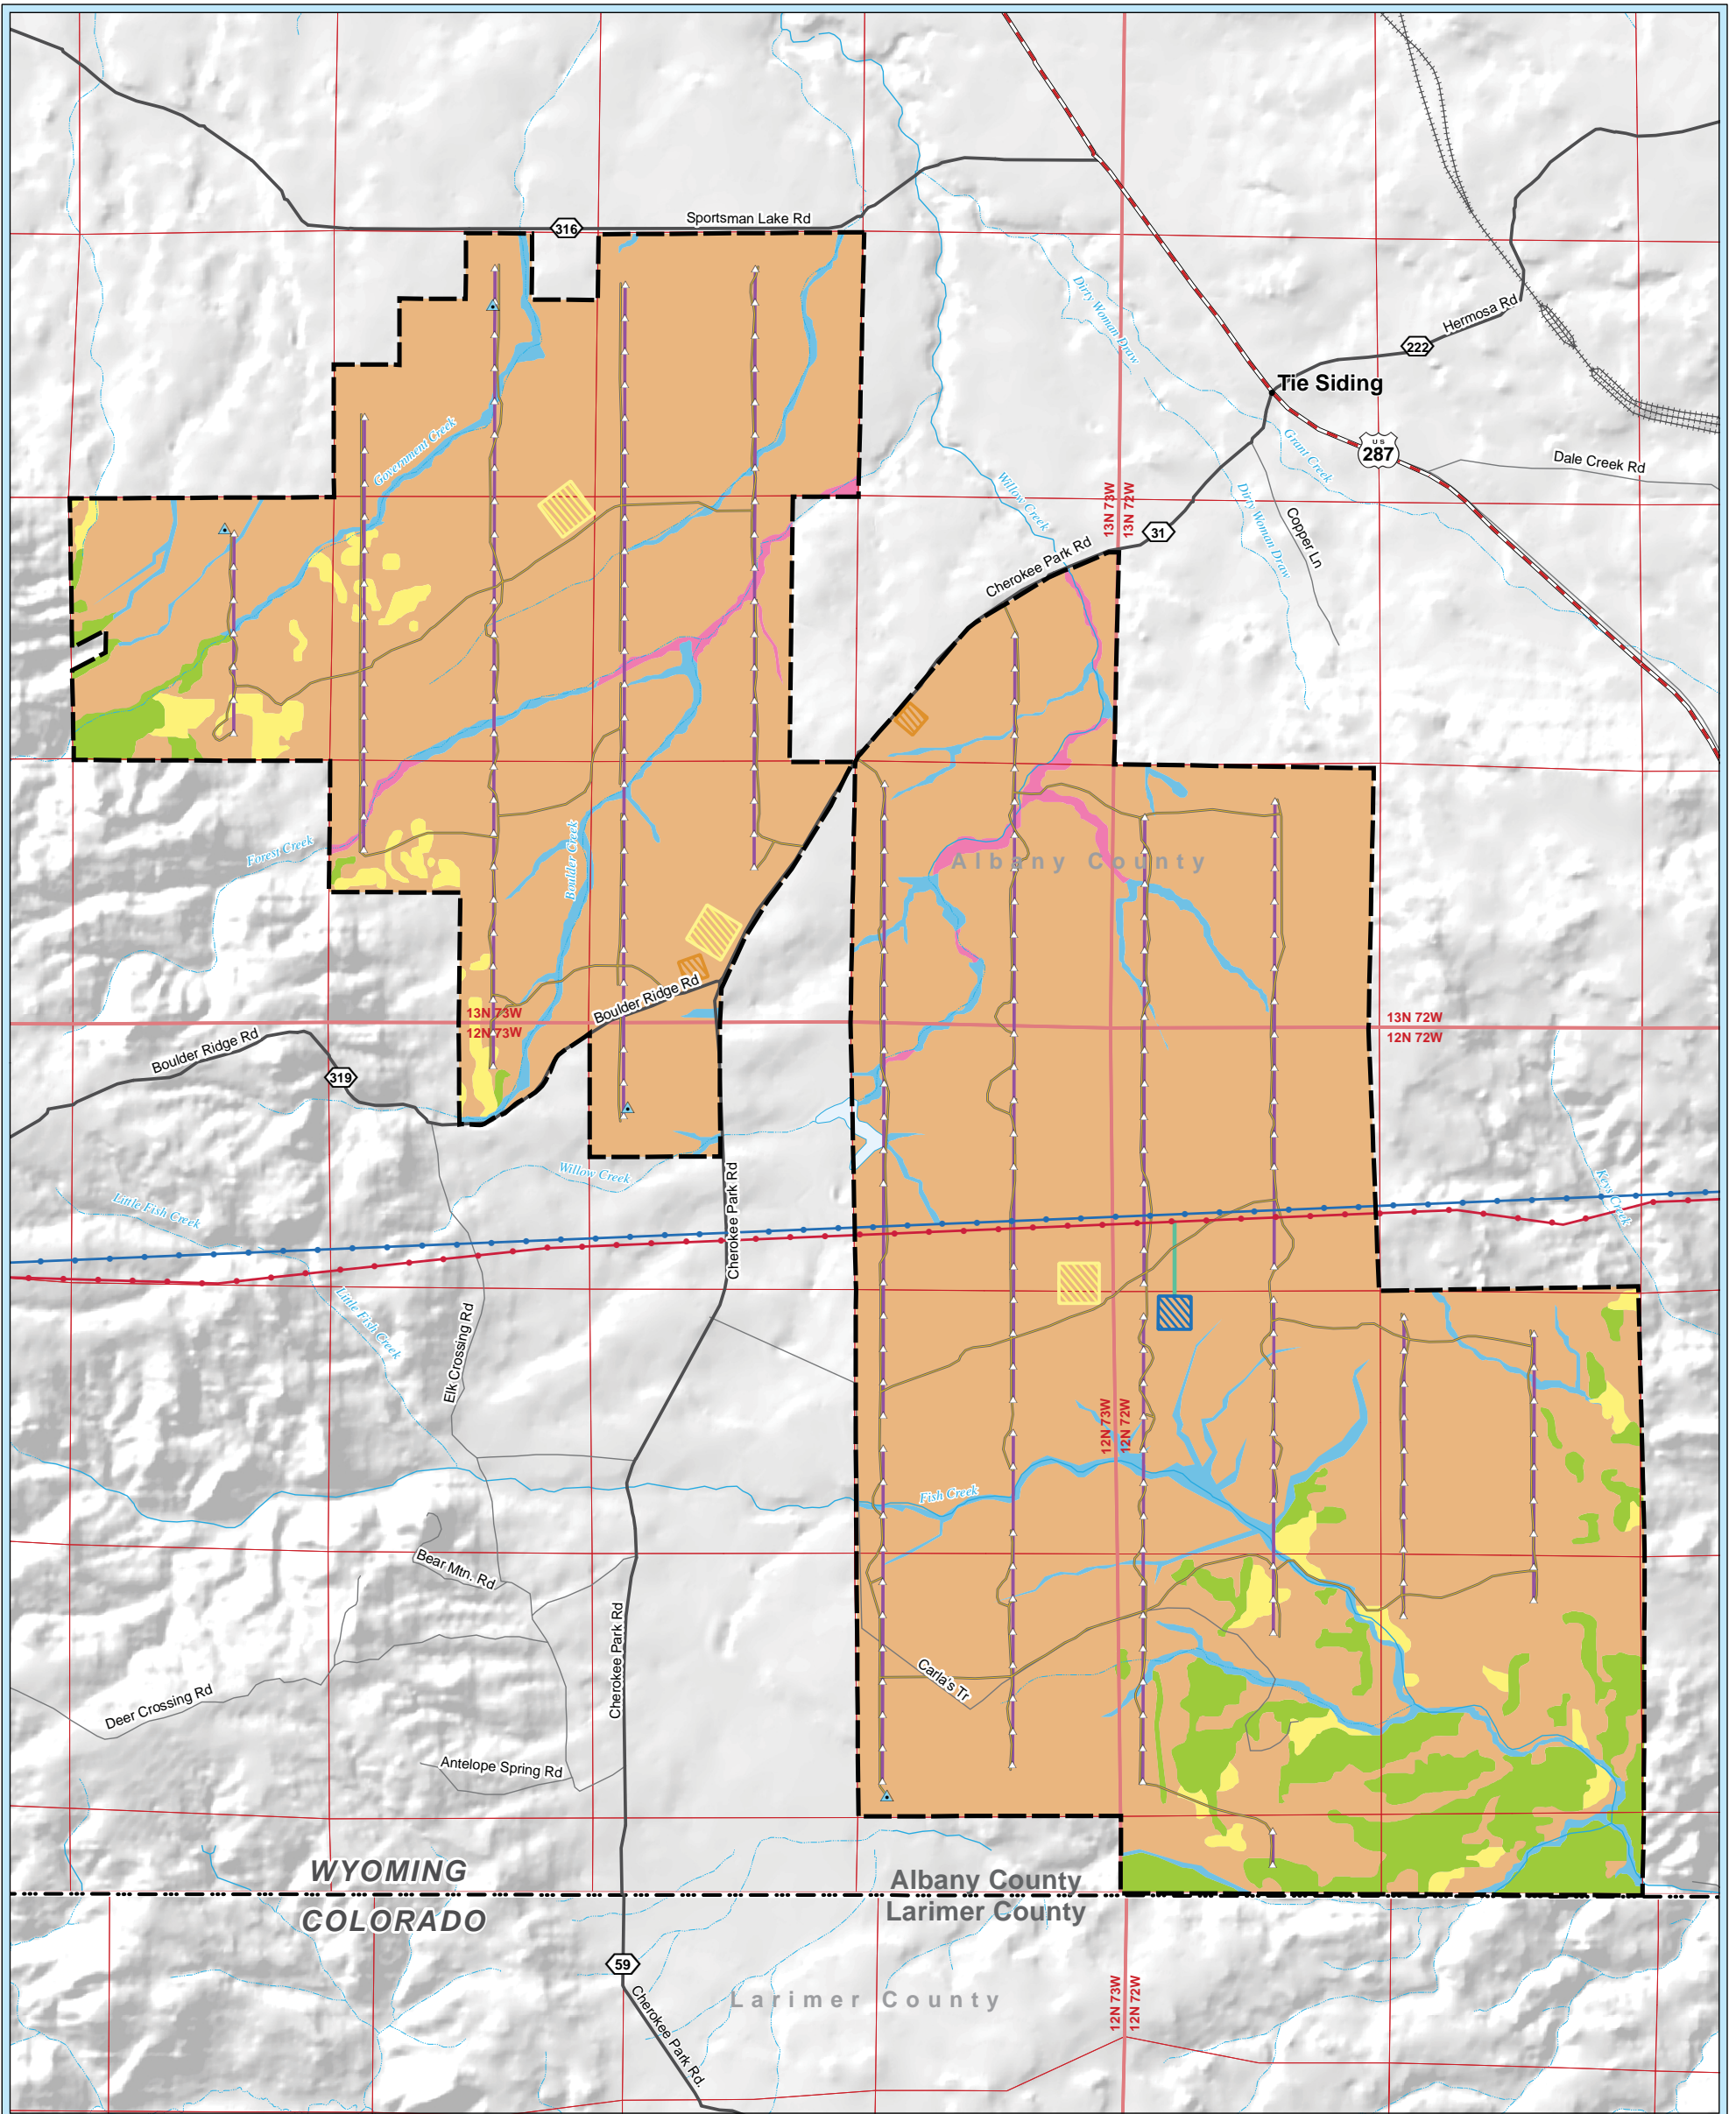 Sportsman Lake Rd
316
Dirty Woman Draw
Hermosa Rd
222
Tie Siding
Government Creek
Grant Creek
US
287
Dale Creek Rd
Willow Creek
13N 73W
13N 72W
Dirty Woman Draw
Copper Ln
31
Cherokee Park Rd
Forest Creek
Boulder Creek
Albany County
Boulder Ridge Rd
13N 73W
12N 73W
13N 72W
12N 72W
Boulder Ridge Rd
319
Willow Creek
Cherokee Park Rd
Little Fish Creek
Keys Creek
Little Fish Creek
Elk Crossing Rd
12N 73W
12N 72W
Fish Creek
Bear Mtn. Rd
Cherokee Park Rd
Carla's Tr
Deer Crossing Rd
Antelope Spring Rd
WYOMING
COLORADO
Albany County
Larimer County
59
Larimer County
Cherokee Park Rd.
12N 73W
12N 72W